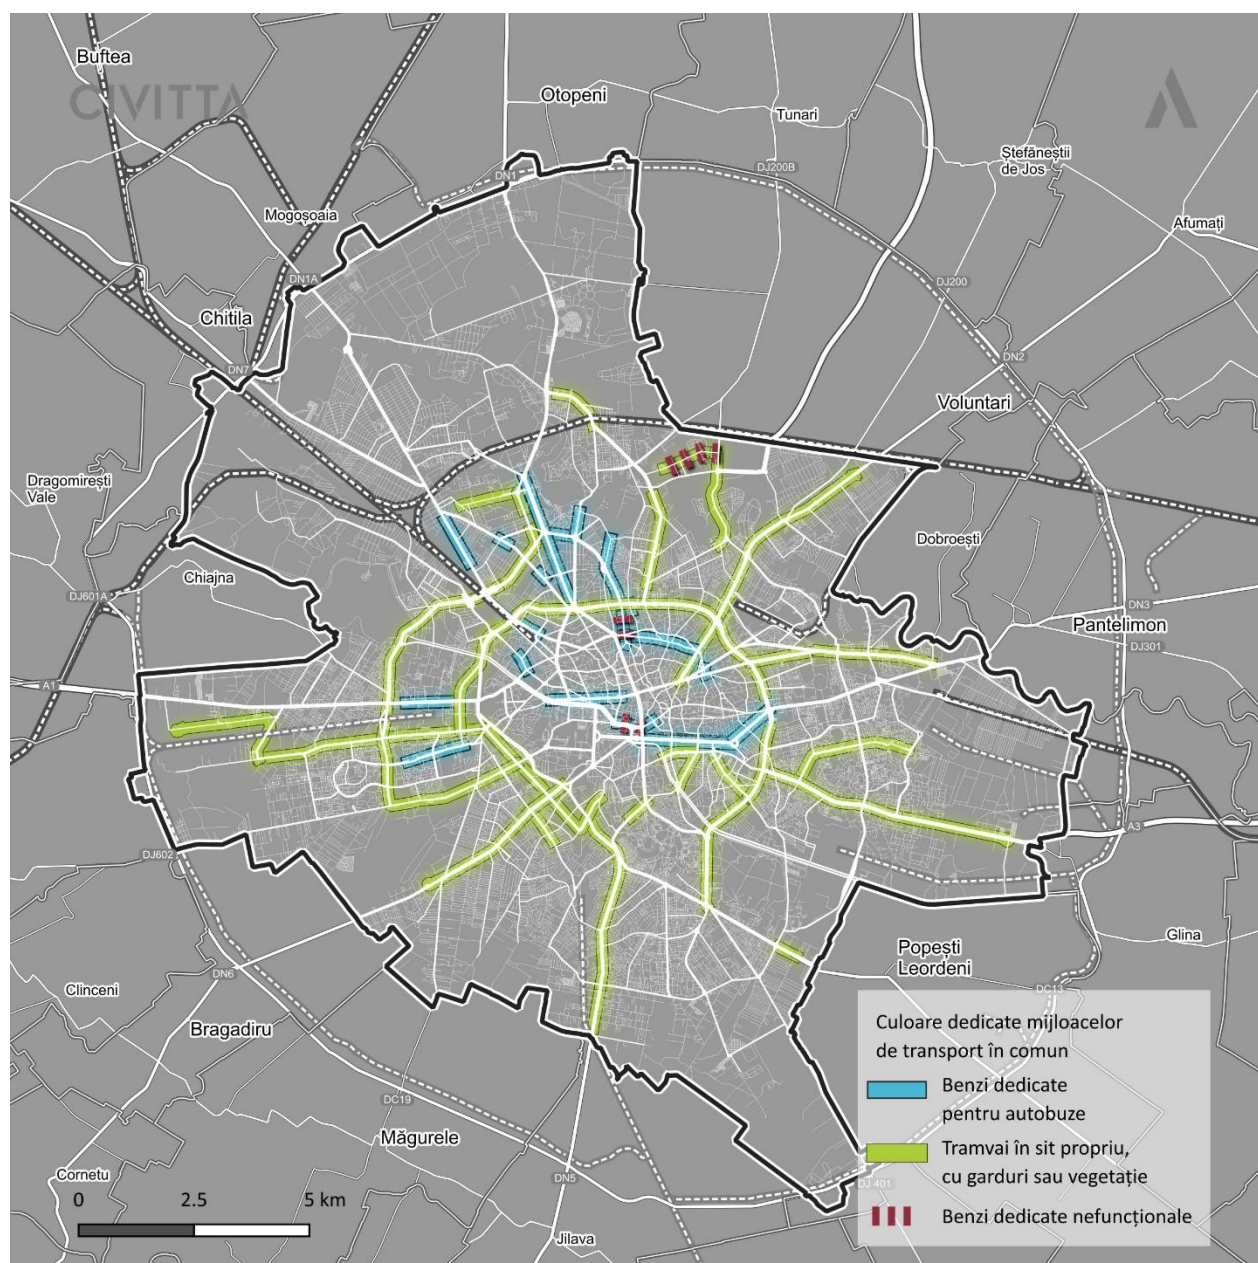 Buftea
CIVITTA
Otopeni
Tunari
Ștefăneștii
de Jos
DJ200B
DN1
Mogoșoaia
Afumați
DN1A
DJ200
Chitila
DN2
DN7
Voluntari
Dragomirești
Vale
Dobroești
Chiajna
DJ601A
DN3
Pantelimon
DJ301
A1
A3
DJ602
Popești
Leordeni
Glina
DN6
Clinceni
DC13
Bragadiru
Culoare dedicate mijloacelor
de transport în comun
Benzi dedicate
pentru autobuze
DC19
Măgurele
Tramvai în sit propriu,
cu garduri sau vegetație
Cornetu
DN5
DJ 401
0 2.5 5 km
Benzi dedicate nefuncționale
Jilava